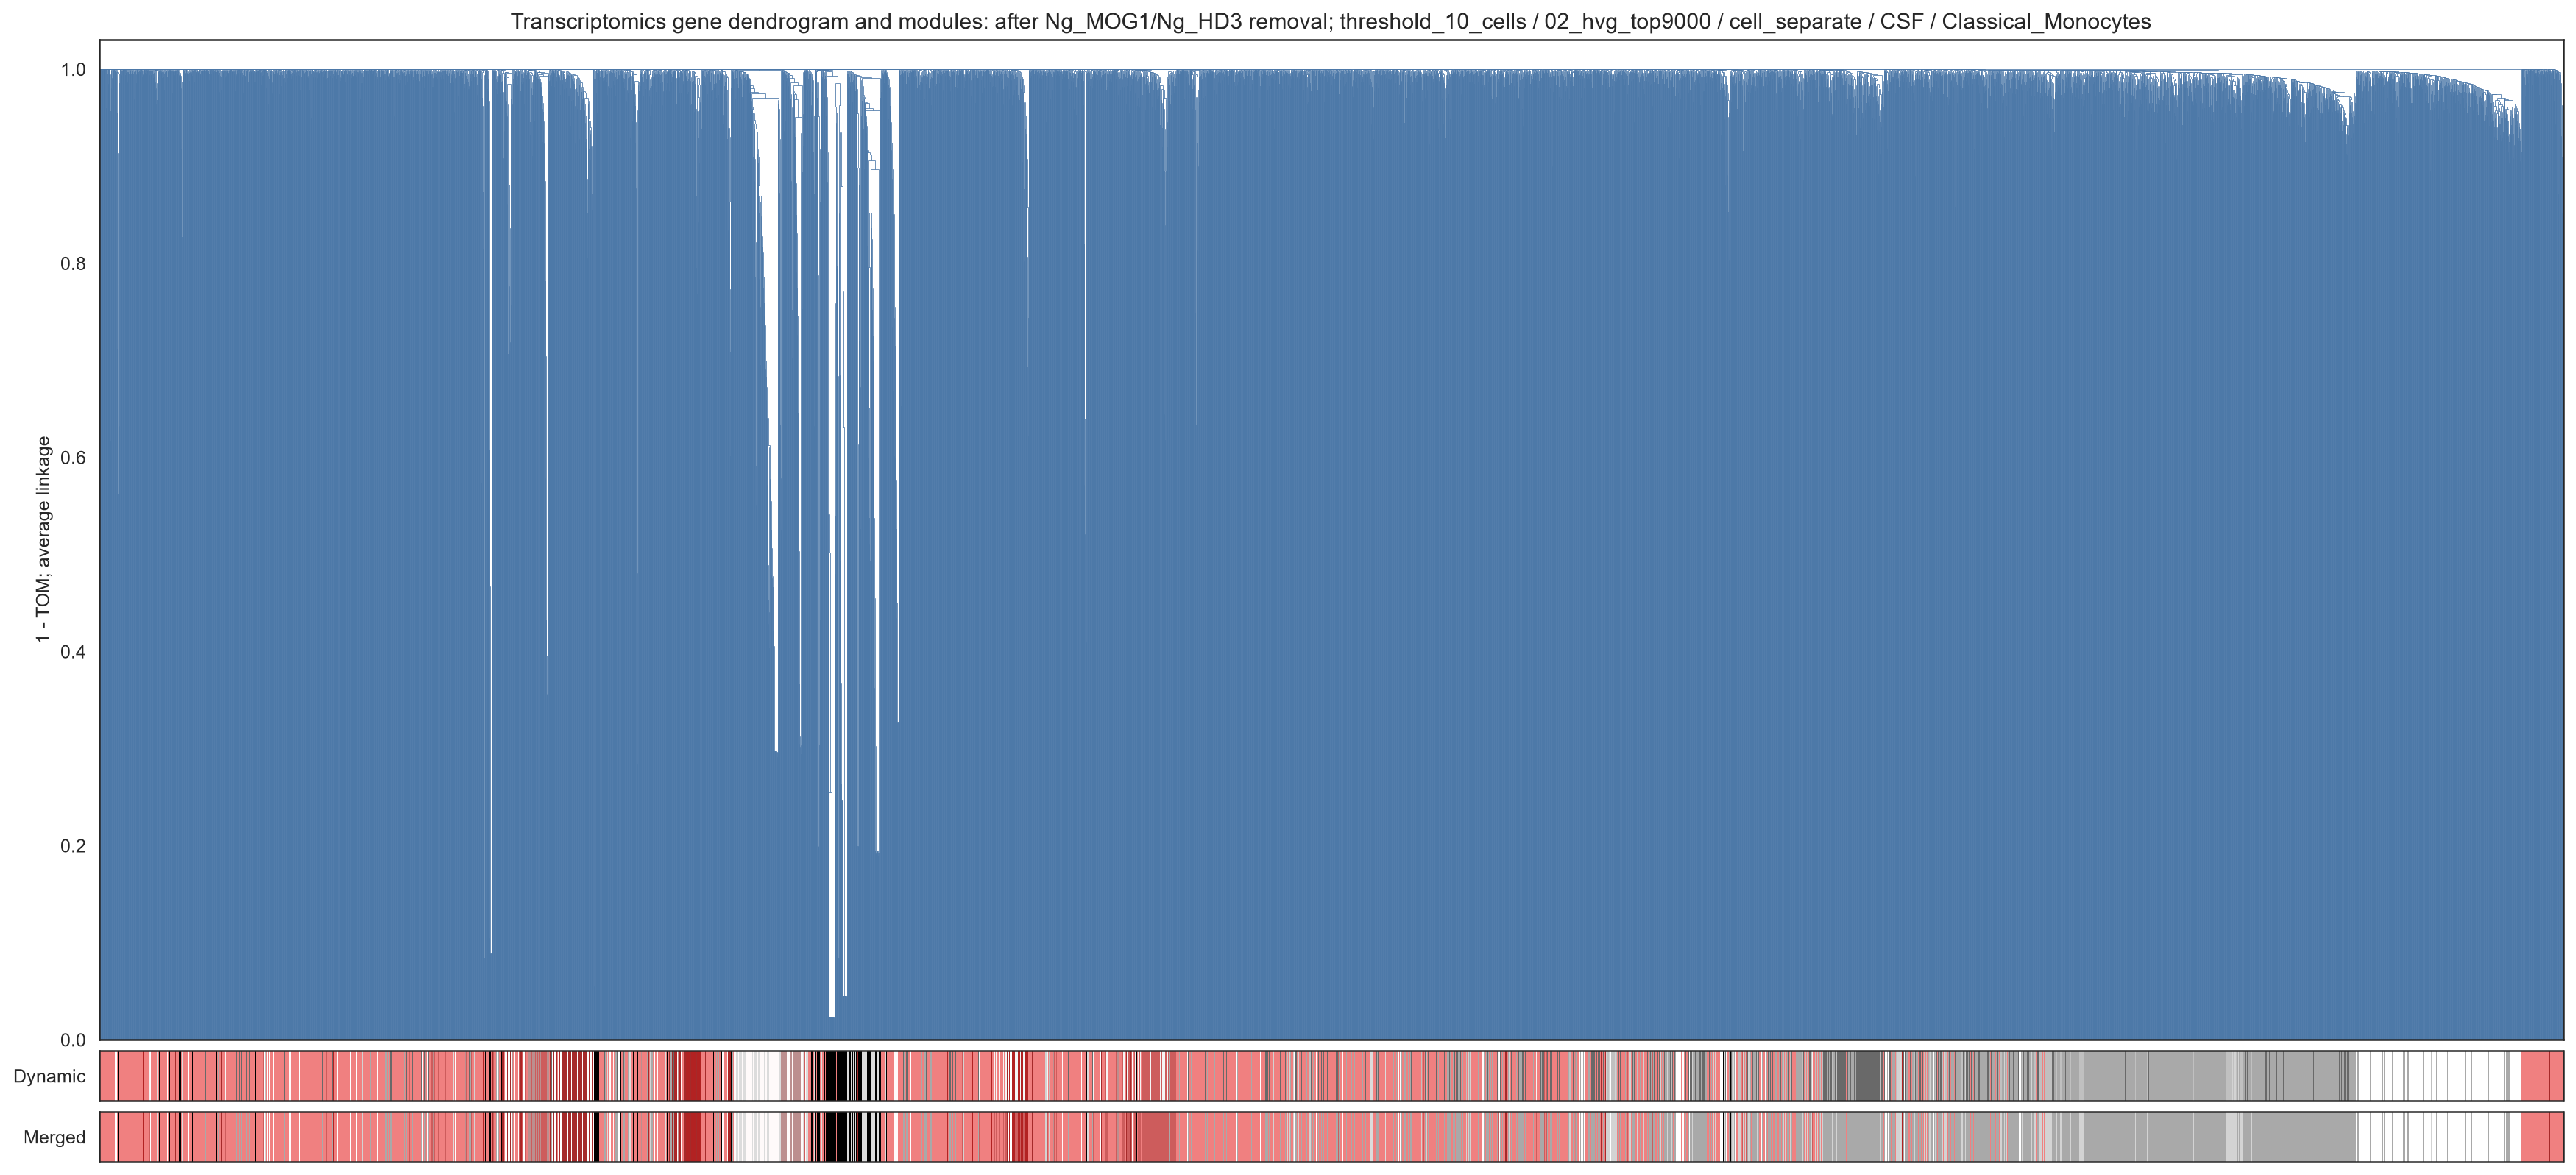 Transcriptomics gene dendrogram and modules: after Ng_MOG1/Ng_HD3 removal; threshold_10_cells / 02_hvg_top9000 / cell_separate / CSF / Classical_Monocytes
1.0
0.8
0.6
0.4
0.2
0.0
1 - TOM; average linkage
Dynamic
Merged